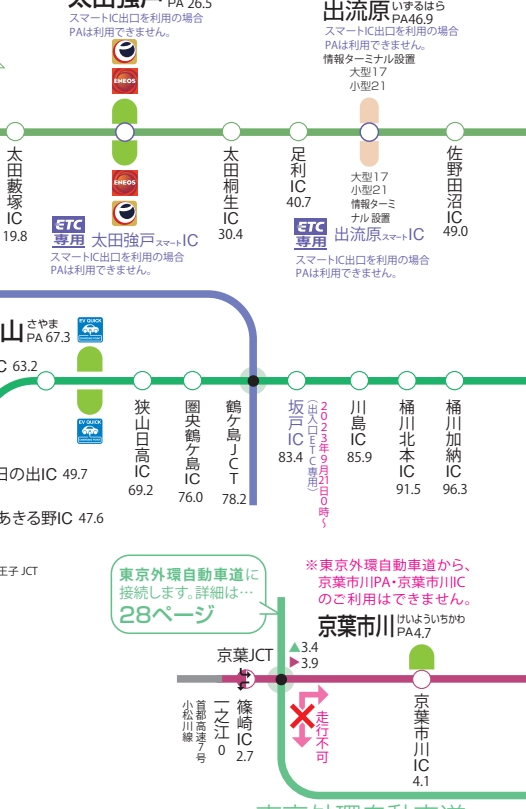 太田強戸 PA 26.5
スマートIC出口を利用の場合
PAは利用できません。
ENEOS
出流原 いずるはら PA46.9
スマートIC出口を利用の場合
PAは利用できません。
情報ターミナル設置
大型17
小型21
太田藪塚IC
19.8
ENEOS
ETC専用 太田強戸スマートIC
スマートIC出口を利用の場合
PAは利用できません。
太田桐生IC
30.4
足利IC
40.7
大型17
小型21
情報ターミ
ナル 設置
ETC専用 出流原スマートIC
スマートIC出口を利用の場合
PAは利用できません。
佐野田沼IC
49.0
山 さやま PA 67.3
EV QUICK
C 63.2
EV QUICK
日の出IC 49.7
あきる野IC 47.6
王子 JCT
狭山日高IC
69.2
圏央鶴ケ島IC
76.0
鶴ケ島JCT
78.2
坂戸IC
83.4
(出入口ETC専用)
2023年9月21日0時~
川島IC
85.9
桶川北本IC
91.5
桶川加納IC
96.3
東京外環自動車道に
接続します。詳細は…
28ページ
※東京外環自動車道から、
京葉市川PA・京葉市川IC
のご利用はできません。
京葉市川 けいよういちかわ PA4.7
京葉JCT
▲3.4
▶3.9
首都高速7号
小松川線
一之江
0
篠崎IC
2.7
走行不可
京葉市川IC
4.1
東京外環自動車道